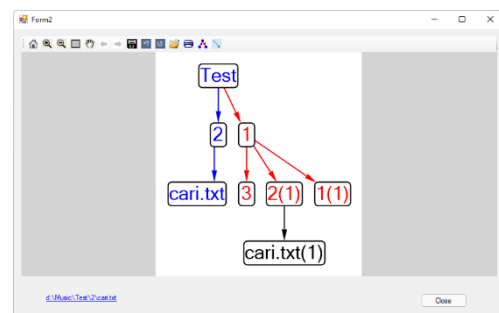 Form2
Test
2 1
cari.txt 3 2(1) 1(1)
cari.txt(1)
d:\Music\Test\2\cari.txt
Close